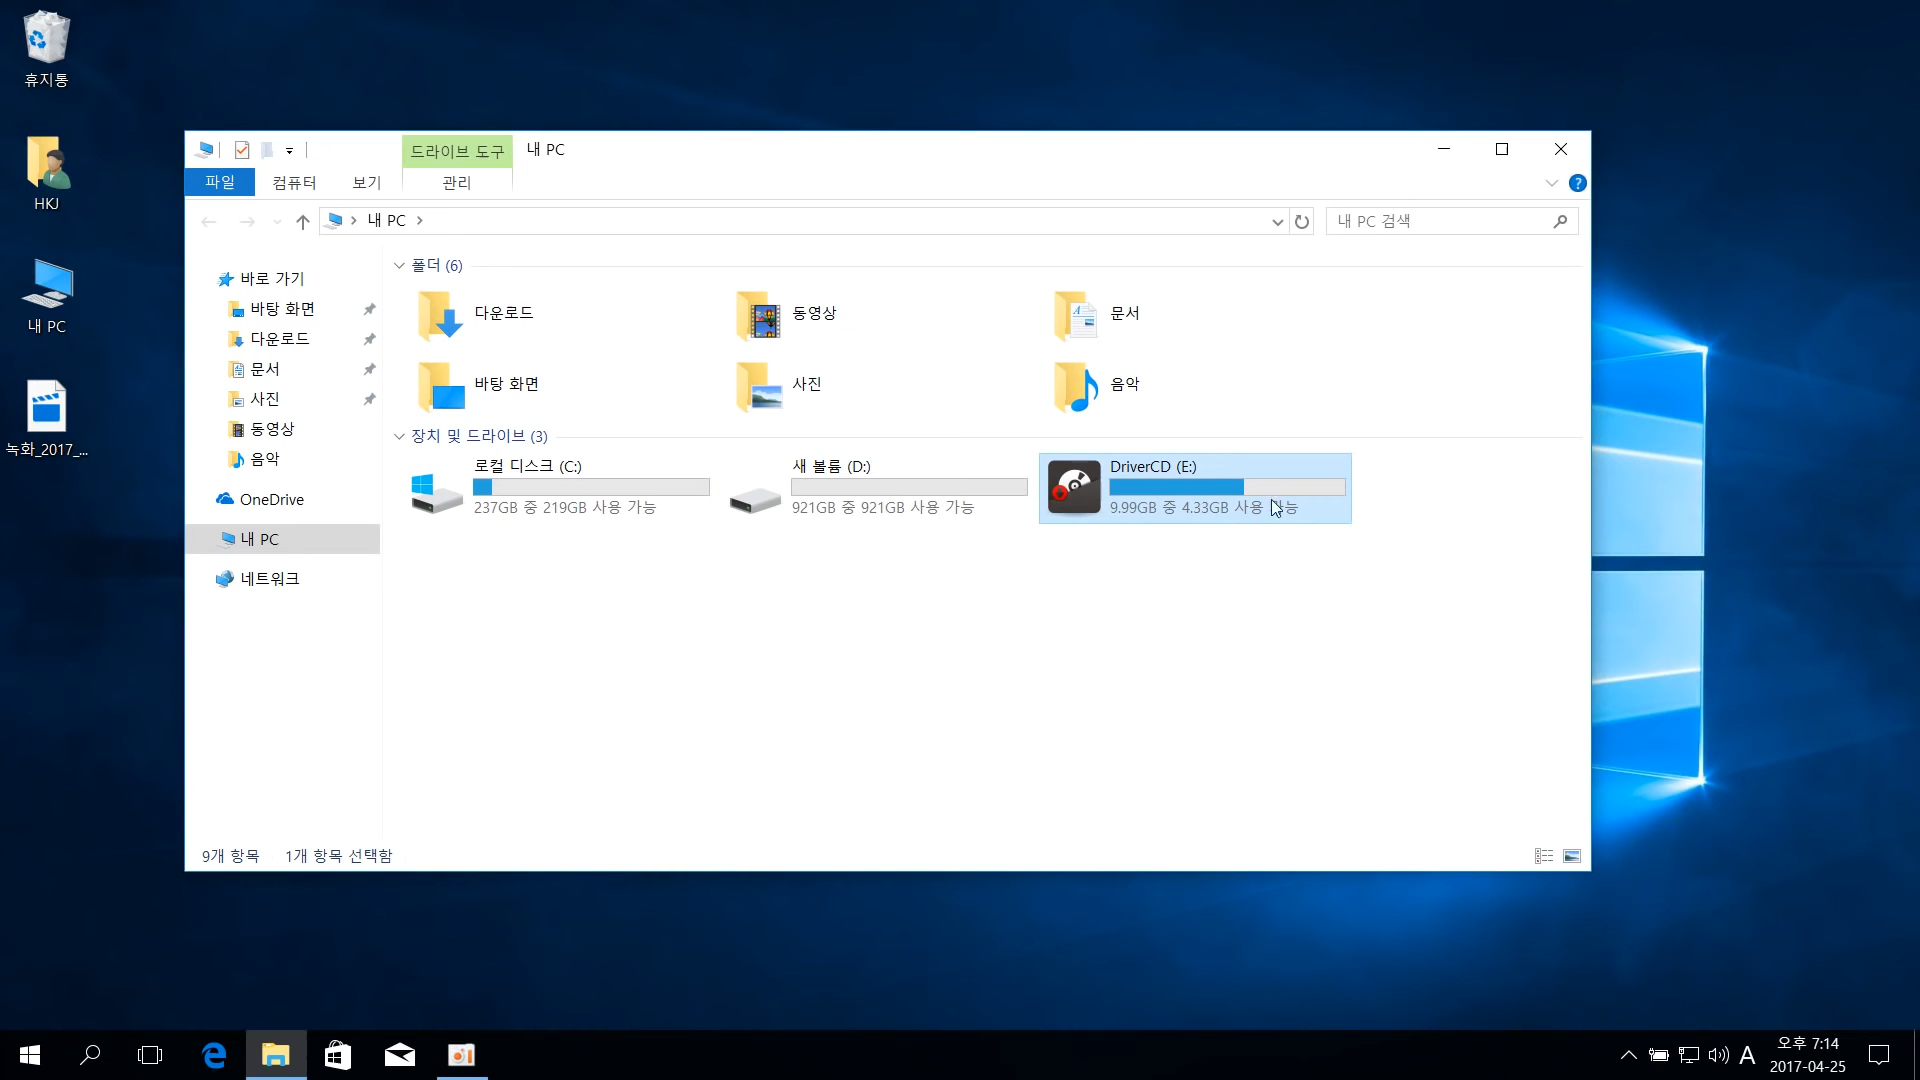 휴지통
HKJ
내 PC
녹화_2017_...
드라이브 도구
내 PC
파일
컴퓨터
보기
관리
내 PC
내 PC 검색
바로 가기
바탕 화면
다운로드
문서
사진
동영상
음악
OneDrive
내 PC
네트워크
폴더 (6)
다운로드
동영상
문서
바탕 화면
사진
음악
장치 및 드라이브 (3)
로컬 디스크 (C:)
237GB 중 219GB 사용 가능
새 볼륨 (D:)
921GB 중 921GB 사용 가능
DriverCD (E:)
9.99GB 중 4.33GB 사용 가능
9개 항목
1개 항목 선택함
A
오후 7:14
2017-04-25